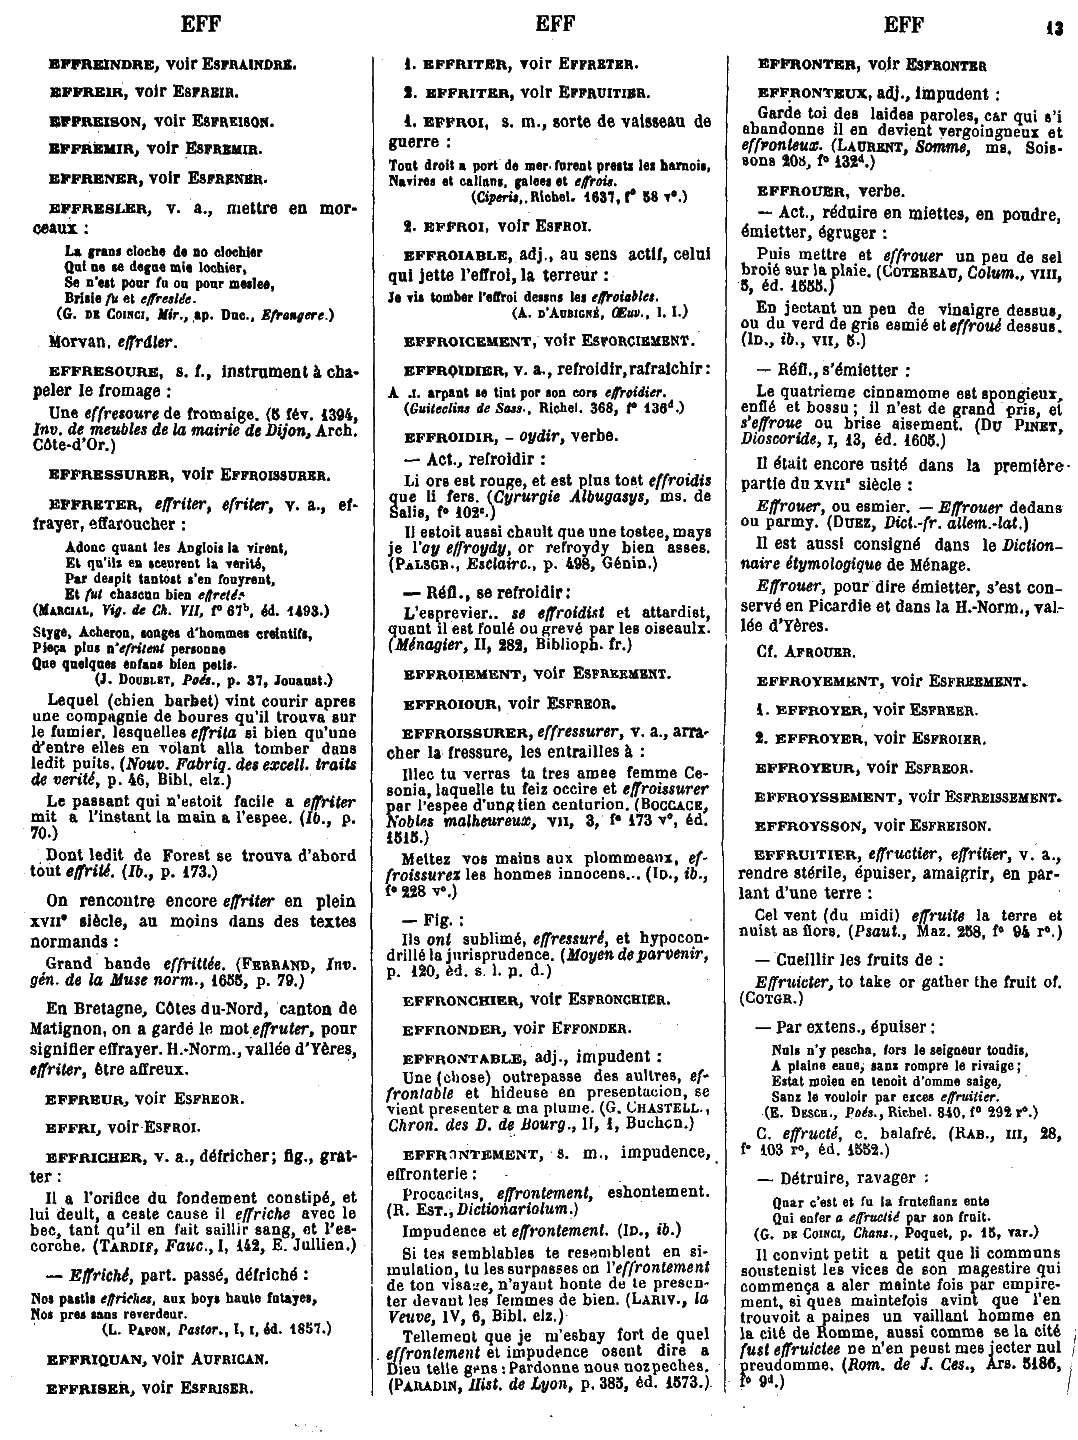 EFF
EFF
EFF
13
EFFREINDRE, voir ESFRAINDRE.
EFFREIR, voir ESFREIR.
EFFREISON, voir ESFREISON.
EFFREMIR, voir ESFREMIR.
EFFRENER, voir ESFRENER.
EFFRESLER, v. a., mettre en mor-
ceaux :
La grans cloche de no clochier
Qui ne se degne mie lochier,
Se n'est pour fu ou pour meslee,
Brisie fu et effreslée.
(G. DE COINCI, Mir., ap. Duc., Efrangere.)
Morvan, effrâler.
EFFRESOURE, s. f., instrument à cha-
peler le fromage :
Une effresoure de fromaige. (5 fév. 1394,
Inv. de meubles de la mairie de Dijon, Arch.
Côte-d'Or.)
EFFRESSURER, voir EFFROISSURER.
EFFRETER, effriter, efriter, v. a., ef-
frayer, effaroucher :
Adonc quant les Anglois la virent,
Et qu'ils en sceurent la verité,
Par despit tantost s'en fouyrent,
Et fut chascun bien effreté.
(MARCIAL, Vig. de Ch. VII, f° 67b, éd. 1493.)
Styge, Acheron, songes d'hommes creintifs,
Pieça plus n'efritent personne
Que quelques enfans bien petis.
(J. DOUBLET, Poés., p. 37, Jouaust.)
Lequel (chien barbet) vint courir apres
une compagnie de boures qu'il trouva sur
le fumier, lesquelles effrita si bien qu'une
d'entre elles en volant alla tomber dans
ledit puits. (Nouv. Fabriq. des excell. traits
de verité, p. 46, Bibl. elz.)
Le passant qui n'estoit facile a effriter
mit a l'instant la main a l'espee. (Ib., p.
70.)
Dont ledit de Forest se trouva d'abord
tout effrité. (Ib., p. 173.)
On rencontre encore effriter en plein
XVIIe siècle, au moins dans des textes
normands :
Grand bande effrittée. (FERRAND, Inv.
gén. de la Muse norm., 1655, p. 79.)
En Bretagne, Côtes du-Nord, canton de
Matignon, on a gardé le mot effruter, pour
signifier effrayer. H.-Norm., vallée d'Yères,
effriter, être affreux.
EFFREUR, voir ESFREOR.
EFFRI, voir ESFROI.
EFFRICHER, v. a., défricher; fig., grat-
ter :
Il a l'orifice du fondement constipé, et
lui deult, a ceste cause il effriche avec le
bec, tant qu'il en fait saillir sang, et l'es-
corche. (TARDIF, Fauc., I, 142, E. Jullien.)
— Effriché, part. passé, défriché :
Nos pastis effriches, aux boys haute futayes,
Nos pres sans reverdeur.
(L. PAPON, Pastor., I, I, éd. 1857.)
EFFRIQUAN, voir AUFRICAN.
EFFRISER, voir ESFRISER.
1. EFFRITER, voir EFFRETER.
2. EFFRITER, voir EFFRUITIER.
1. EFFROI, s. m., sorte de vaisseau de
guerre :
Tout droit a port de mer furent prests les harnois,
Navires et callans, galees et effrois.
(Ciperis, Richel. 1637, f° 58 v°.)
2. EFFROI, voir ESFROI.
EFFROIABLE, adj., au sens actif, celui
qui jette l'effroi, la terreur :
Je vis tomber l'effroi dessus les effroiables.
(A. D'AUBIGNÉ, Œuv., l. I.)
EFFROICEMENT, voir ESFORCIEMENT.
EFFROIDIER, v. a., refroidir, rafraichir :
A .I. arpant se tint por son cors effroidier.
(Guiteclins de Sass., Richel. 368, f° 136d.)
EFFROIDIR, - oydir, verbe.
— Act., refroidir :
Li ors est rouge, et est plus tost effroidis
que li fers. (Cyrurgie Albugasys, ms. de
Salis, f° 102c.)
Il estoit aussi chault que une tostee, mays
je l'ay effroydy, or refroydy bien asses.
(PALSGR., Esclairc., p. 498, Génin.)
— Réfl., se refroidir :
L'esprevier.. se effroidist et attardist,
quant il est foulé ou grevé par les oiseaulx.
(Ménagier, II, 282, Biblioph. fr.)
EFFROIEMENT, voir ESFREEMENT.
EFFROIOUR, voir ESFREOR.
EFFROISSURER, effressurer, v. a., arra-
cher la fressure, les entrailles à :
Illec tu verras ta tres amee femme Ce-
sonia, laquelle tu feiz occire et effroissurer
par l'espee d'ung tien centurion. (BOCCACE,
Nobles malheureux, VII, 3, f° 173 v°, éd.
1515.)
Mettez vos mains aux plommeaux, ef-
froissurez les hommes innocens... (ID., ib.,
f° 228 v°.)
— Fig. :
Ils ont sublimé, effressuré, et hypocon-
drillé la jurisprudence. (Moyen de parvenir,
p. 120, éd. s. l. p. d.)
EFFRONCHIER, voir ESFRONCHIER.
EFFRONDER, voir EFFONDER.
EFFRONTABLE, adj., impudent :
Une (chose) outrepasse des aultres, ef-
frontable et hideuse en presentacion, se
vient presenter a ma plume. (G. CHASTELL.,
Chron. des D. de Bourg., II, 1, Buchon.)
EFFRONTEMENT, s. m., impudence,
effronterie :
Procacitas, effrontement, eshontement.
(R. EST., Dictionariolum.)
Impudence et effrontement. (ID., ib.)
Si tes semblables te resemblent en si-
mulation, tu les surpasses en l'effrontement
de ton visage, n'ayant honte de te presen-
ter devant les femmes de bien. (LARIV., la
Veuve, IV, 6, Bibl. elz.)
Tellement que je m'esbay fort de quel
effrontement et impudence osent dire a
Dieu telle gens : Pardonne nous noz peches.
(PARADIN, Hist. de Lyon, p. 385, éd. 1573.)
EFFRONTER, voir ESFRONTER
EFFRONTEUX, adj., impudent :
Garde toi des laides paroles, car qui s'i
abandonne il en devient vergoingneux et
effronteux. (LAURENT, Somme, ms. Sois-
sons 208, f° 132d.)
EFFROUER, verbe.
— Act., réduire en miettes, en poudre,
émietter, égruger :
Puis mettre et effrouer un peu de sel
broié sur la plaie. (COTEREAU, Colum., VIII,
5, éd. 1555.)
En jectant un peu de vinaigre dessus,
ou du verd de gris esmié et effroué dessus.
(ID., ib., VII, 5.)
— Réfl., s'émietter :
Le quatrieme cinnamome est spongieux,
enflé et bossu ; il n'est de grand pris, et
s'effroue ou brise aisement. (DU PINET,
Dioscoride, I, 13, éd. 1605.)
Il était encore usité dans la première
partie du XVIIe siècle :
Effrouer, ou esmier. — Effrouer dedans
ou parmy. (DUEZ, Dict.-fr. allem.-lat.)
Il est aussi consigné dans le Diction-
naire étymologique de Ménage.
Effrouer, pour dire émietter, s'est con-
servé en Picardie et dans la H.-Norm., val-
lée d'Yères.
Cf. AFROUER.
EFFROYEMENT, voir ESFREEMENT.
1. EFFROYER, voir ESFREER.
2. EFFROYER, voir ESFROIER.
EFFROYEUR, voir ESFREOR.
EFFROYSSEMENT, voir ESFREISSEMENT.
EFFROYSSON, voir ESFREISON.
EFFRUITIER, effructier, effritier, v. a.,
rendre stérile, épuiser, amaigrir, en par-
lant d'une terre :
Cel vent (du midi) effruite la terre et
nuist as flors. (Psaut., Maz. 258, f° 94 r°.)
— Cueillir les fruits de :
Effruicter, to take or gather the fruit of.
(COTGR.)
— Par extens., épuiser :
Nuls n'y pescha, fors le seigneur toudis,
A plaine eaue, sanz rompre le rivaige ;
Estat moien en tenoit d'omme saige,
Sanz le vouloir par exces effruitier.
(E. DESCH., Poés., Richel. 840, f° 292 r°.)
C. effructé, c. balafré. (RAB., III, 28,
f° 103 r°, éd. 1552.)
— Détruire, ravager :
Quar c'est et fu la frutefianz ente
Qui enfer a effructié par son fruit.
(G. DE COINCI, Chans., Poquet, p. 15, var.)
Il convint petit a petit que li communs
soustenist les vices de son magestire qui
commença a aler mainte fois par empire-
ment, si ques maintefois avint que l'en
trouvoit a paines un vaillant homme en
la cité de Romme, aussi comme se la cité
fust effruictee ne n'en peust mes jecter nul
preudomme. (Rom. de J. Ces., Ars. 5186,
f° 9d.)